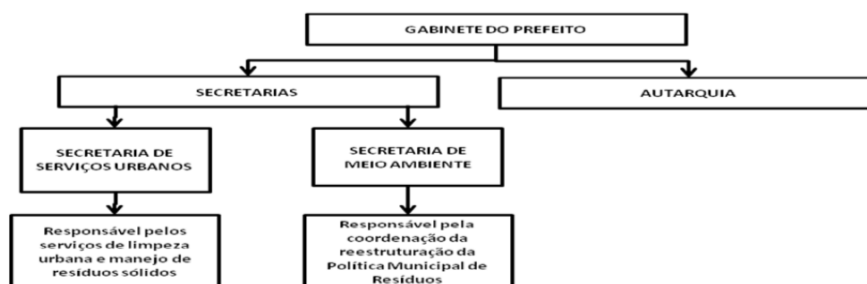 GABINETE DO PREFEITO
SECRETARIAS
AUTARQUIA
SECRETARIA DE
SERVIÇOS URBANOS
SECRETARIA DE
MEIO AMBIENTE
Responsável pelos
serviços de limpeza
urbana e manejo de
resíduos sólidos
Responsável pela
coordenação da
reestruturação da
Política Municipal de
Resíduos